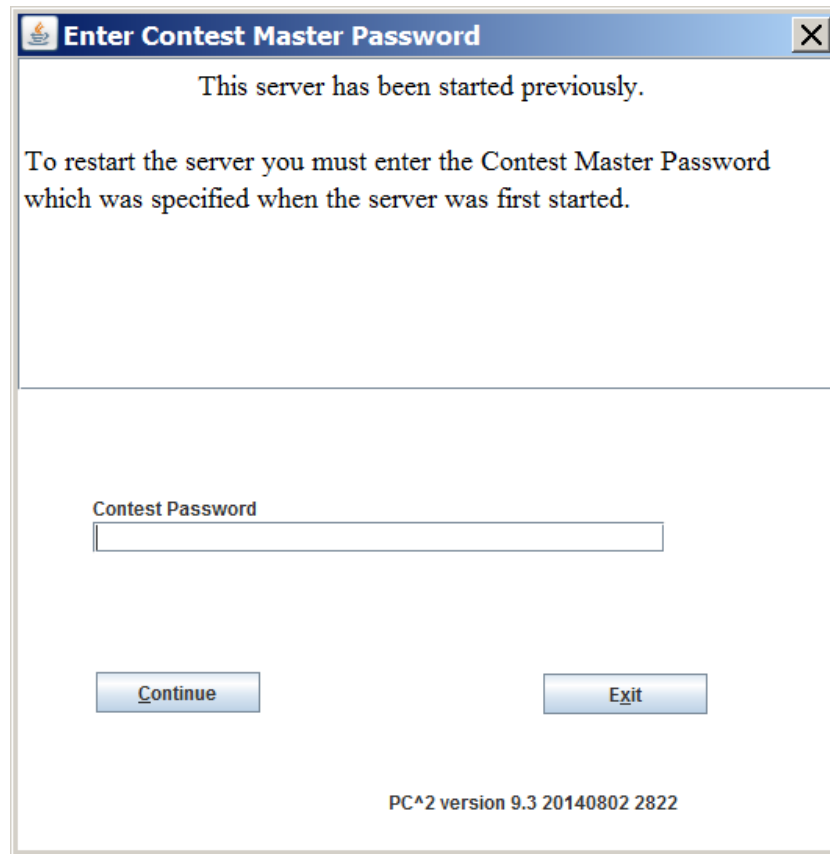 Enter Contest Master Password
This server has been started previously.
To restart the server you must enter the Contest Master Password
which was specified when the server was first started.
Contest Password
Continue
Exit
PC^2 version 9.3 20140802 2822